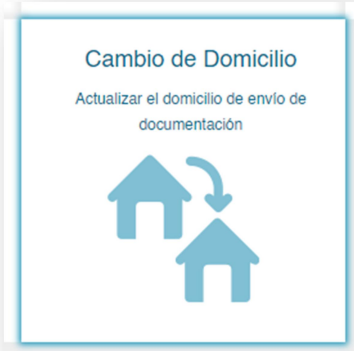 Cambio de Domicilio
Actualizar el domicilio de envío de
documentación